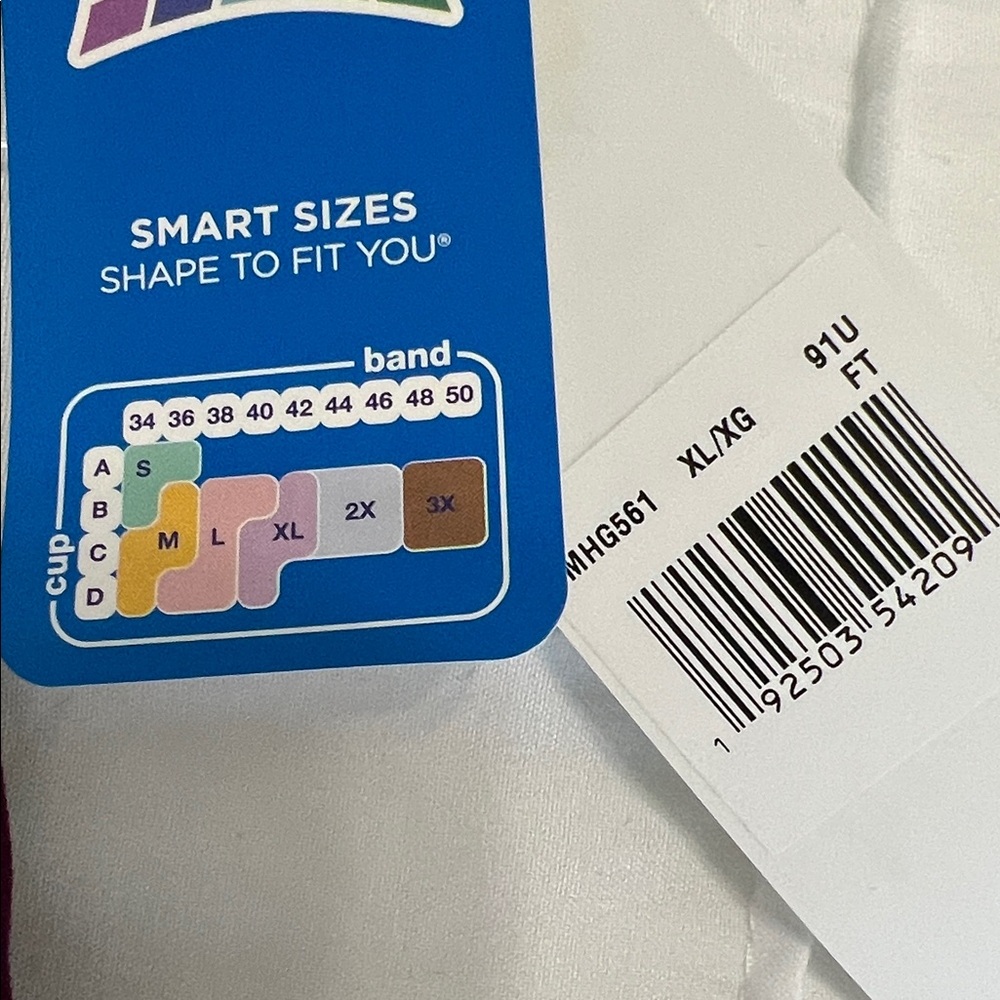 SMART SIZES
SHAPE TO FIT YOU®
band
34 36 38 40 42 44 46 48 50
cup
A
B
C
D
S
M
L
XL
2X
3X
91U
FT
MHG561 XL/XG
1 92503 54209